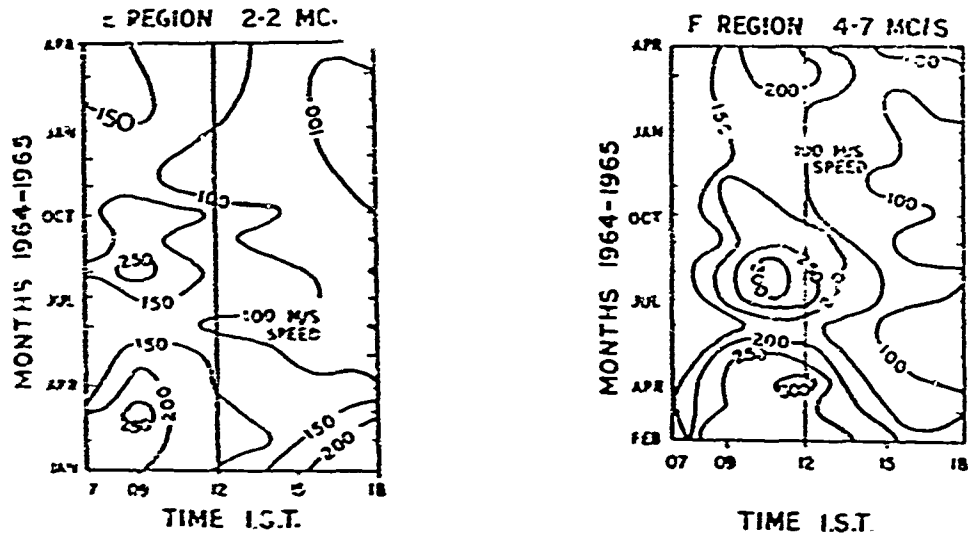 REGION 2-2 MC.
APR
150
JAN
100
100
OCT
250
150
JUL
100 M/S
SPEED
150
APR
200
250
150
200
JAN
7 09 12 15 18
TIME I.S.T.
MONTHS 1964-1965
F REGION 4-7 MC/S
APR
200
100
150
JAN
100 M/S
SPEED
100
OCT
JUL
200
250
100
APR
300
FEB
07 09 12 15 18
TIME I.S.T.
MONTHS 1964-1965